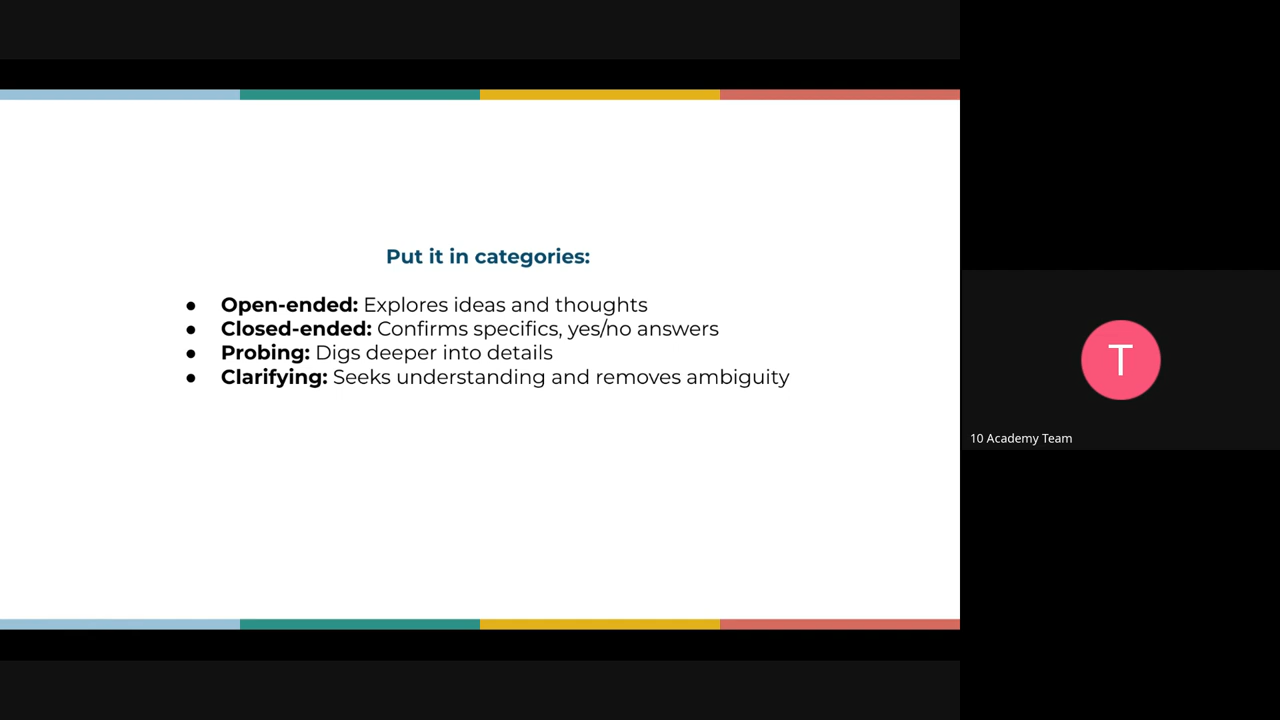 Put it in categories:
● Open-ended: Explores ideas and thoughts
● Closed-ended: Confirms specifics, yes/no answers
● Probing: Digs deeper into details
● Clarifying: Seeks understanding and removes ambiguity
T
10 Academy Team